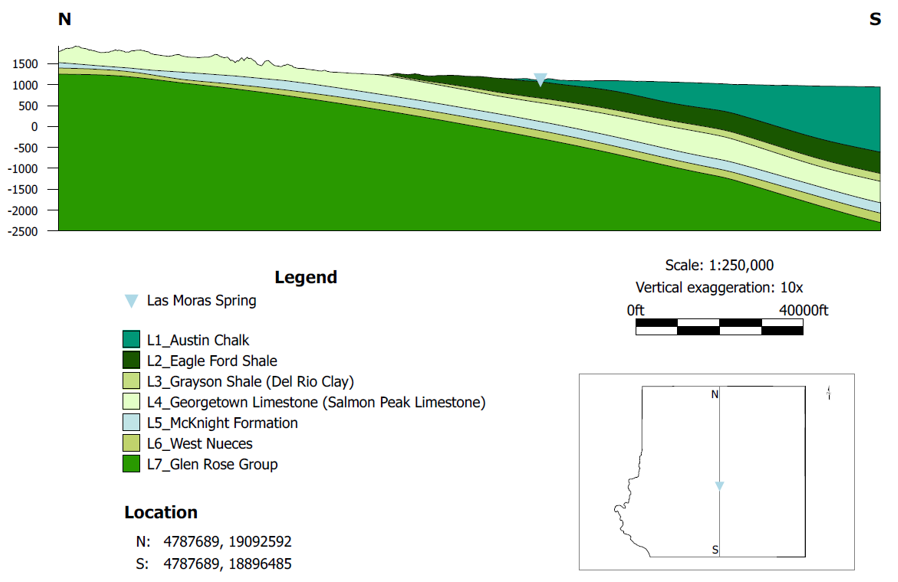 N S
1500
1000
500
0
-500
-1000
-1500
-2000
-2500
Legend
Las Moras Spring
L1_Austin Chalk
L2_Eagle Ford Shale
L3_Grayson Shale (Del Rio Clay)
L4_Georgetown Limestone (Salmon Peak Limestone)
L5_McKnight Formation
L6_West Nueces
L7_Glen Rose Group
Location
N: 4787689, 19092592
S: 4787689, 18896485
Scale: 1:250,000
Vertical exaggeration: 10x
0ft 40000ft
N
S